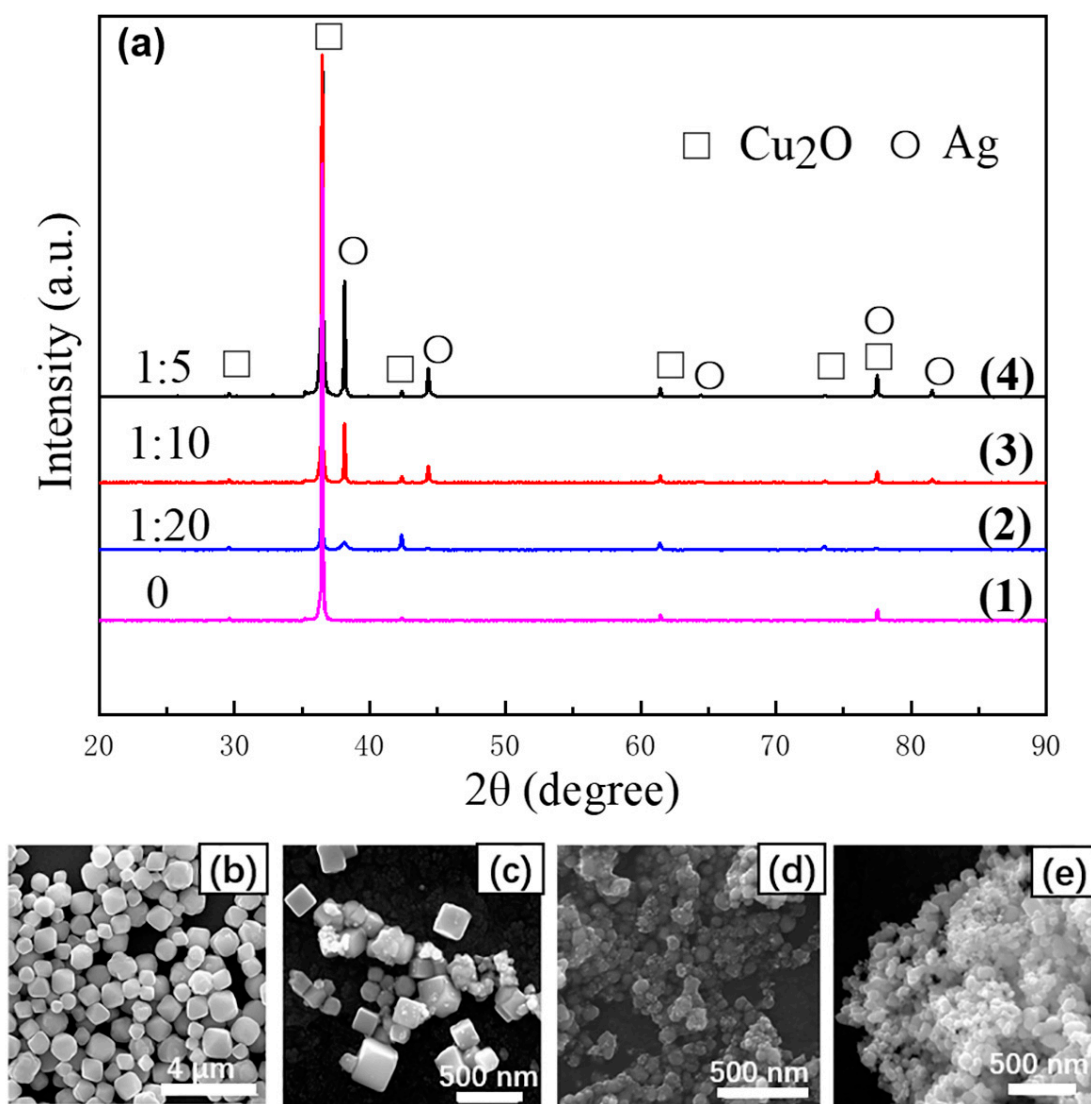 (a)
□ Cu₂O ○ Ag
Intensity (a.u.)
1:5 (4)
1:10 (3)
1:20 (2)
0 (1)
20 30 40 50 60 70 80 90
2θ (degree)
(b) (c) (d) (e)
4 μm 500 nm 500 nm 500 nm